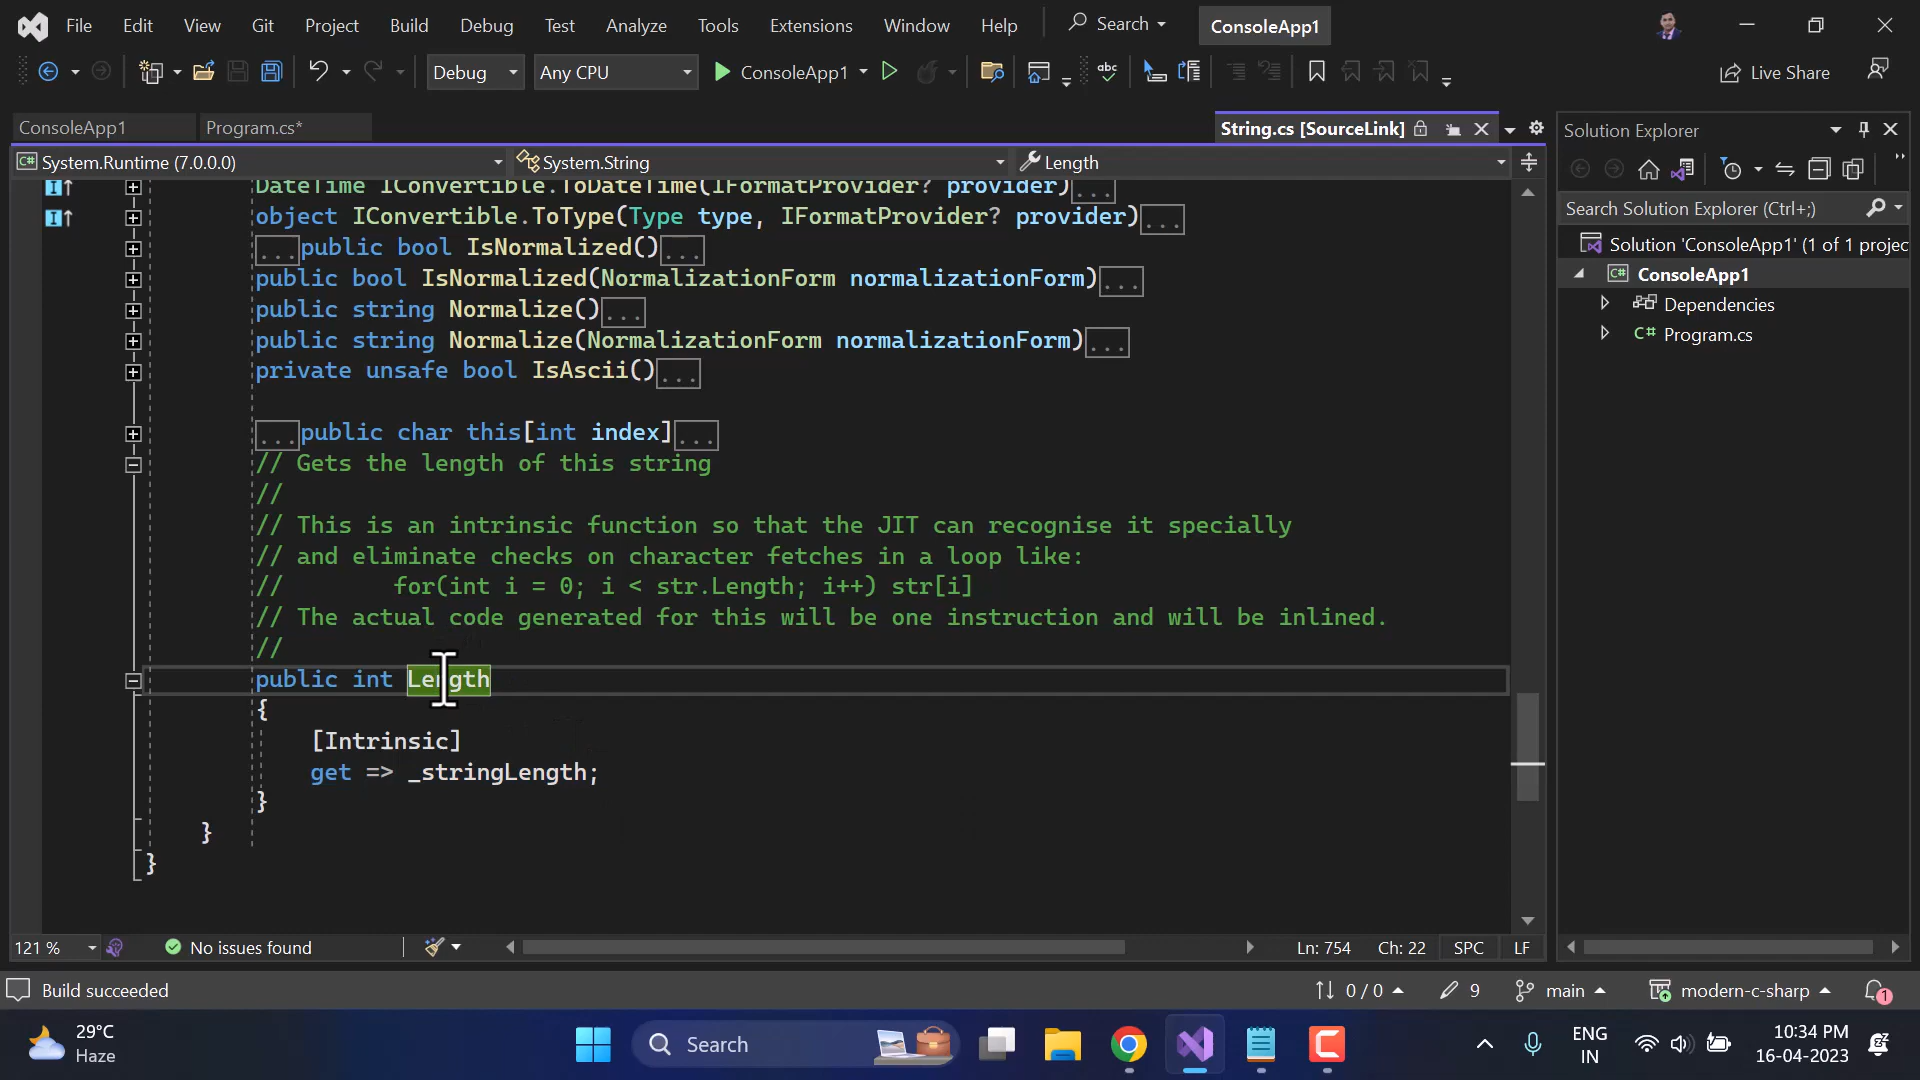 File Edit View Git Project Build Debug Test Analyze Tools Extensions Window Help Search ConsoleApp1
Debug Any CPU ConsoleApp1 Live Share
ConsoleApp1 Program.cs* String.cs [SourceLink]
System.Runtime (7.0.0.0) System.String Length
DateTime IConvertible.ToDateTime(IFormatProvider? provider)...
object IConvertible.ToType(Type type, IFormatProvider? provider)...
...public bool IsNormalized()...
public bool IsNormalized(NormalizationForm normalizationForm)...
public string Normalize()...
public string Normalize(NormalizationForm normalizationForm)...
private unsafe bool IsAscii()...
...public char this[int index]...
// Gets the length of this string
//
// This is an intrinsic function so that the JIT can recognise it specially
// and eliminate checks on character fetches in a loop like:
// for(int i = 0; i < str.Length; i++) str[i]
// The actual code generated for this will be one instruction and will be inlined.
//
public int Length
{
[Intrinsic]
get => _stringLength;
}
}
}
121 % No issues found Ln: 754 Ch: 22 SPC LF
Solution Explorer
Search Solution Explorer (Ctrl+;)
Solution 'ConsoleApp1' (1 of 1 projec
C# ConsoleApp1
Dependencies
C# Program.cs
Build succeeded 0 / 0 9 main modern-c-sharp 1
29°C
Haze
Search
ENG
IN
10:34 PM
16-04-2023